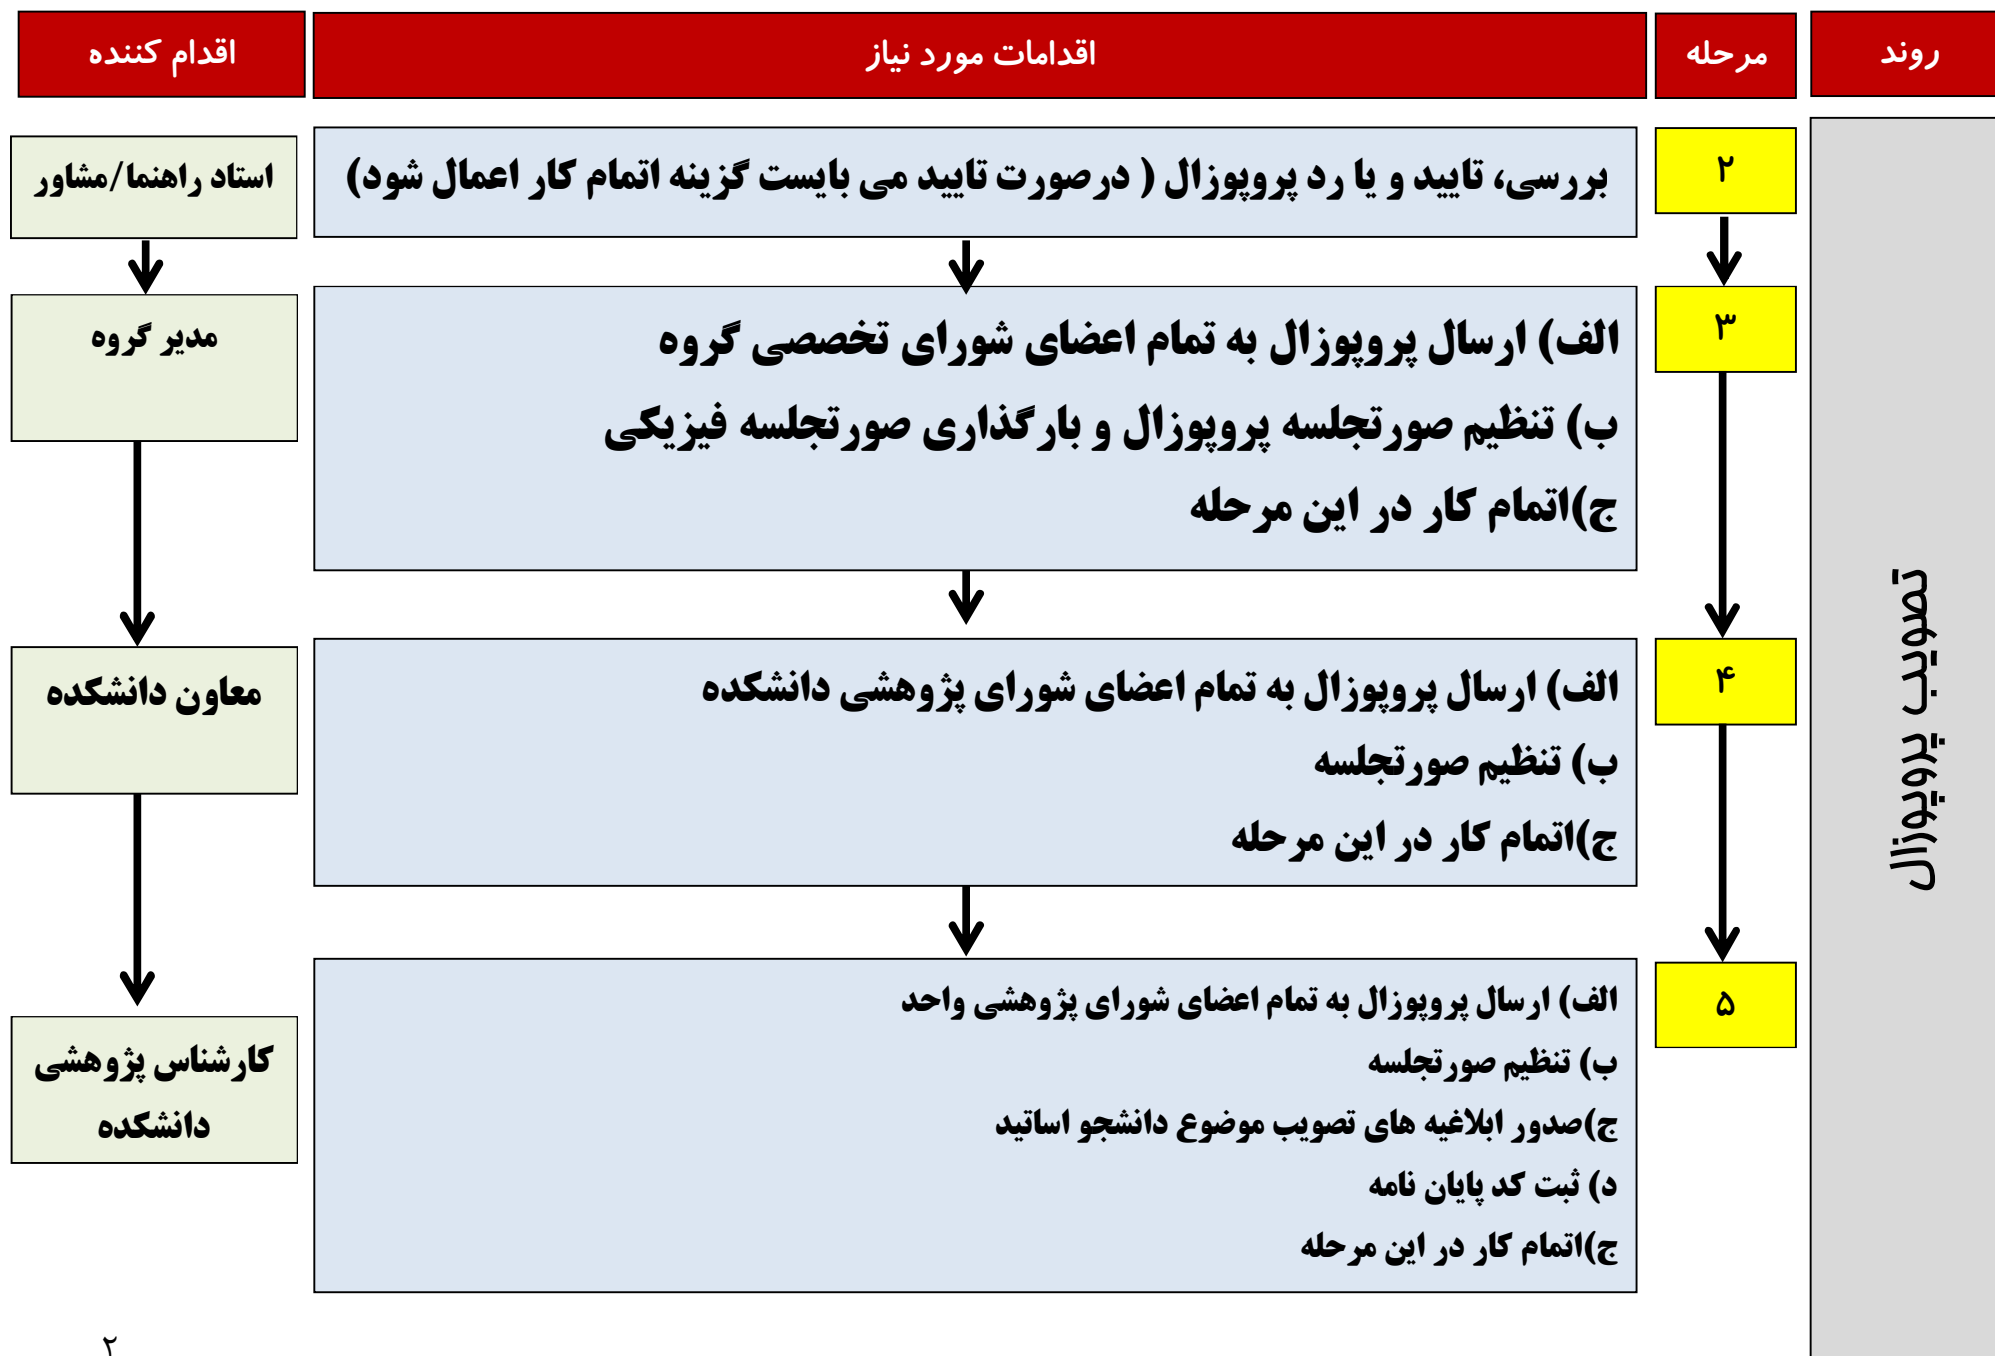 روند
مرحله
اقدامات مورد نیاز
اقدام کننده
تصویب پروپوزال
۲
بررسی، تایید و یا رد پروپوزال ( درصورت تایید می بایست گزینه اتمام کار اعمال شود)
استاد راهنما/مشاور
۳
الف) ارسال پروپوزال به تمام اعضای شورای تخصصی گروه
ب) تنظیم صورتجلسه پروپوزال و بارگذاری صورتجلسه فیزیکی
ج)اتمام کار در این مرحله
مدیر گروه
۴
الف) ارسال پروپوزال به تمام اعضای شورای پژوهشی دانشکده
ب) تنظیم صورتجلسه
ج)اتمام کار در این مرحله
معاون دانشکده
۵
الف) ارسال پروپوزال به تمام اعضای شورای پژوهشی واحد
ب) تنظیم صورتجلسه
ج)صدور ابلاغیه های تصویب موضوع دانشجو اساتید
د) ثبت کد پایان نامه
ج)اتمام کار در این مرحله
کارشناس پژوهشی
دانشکده
۲